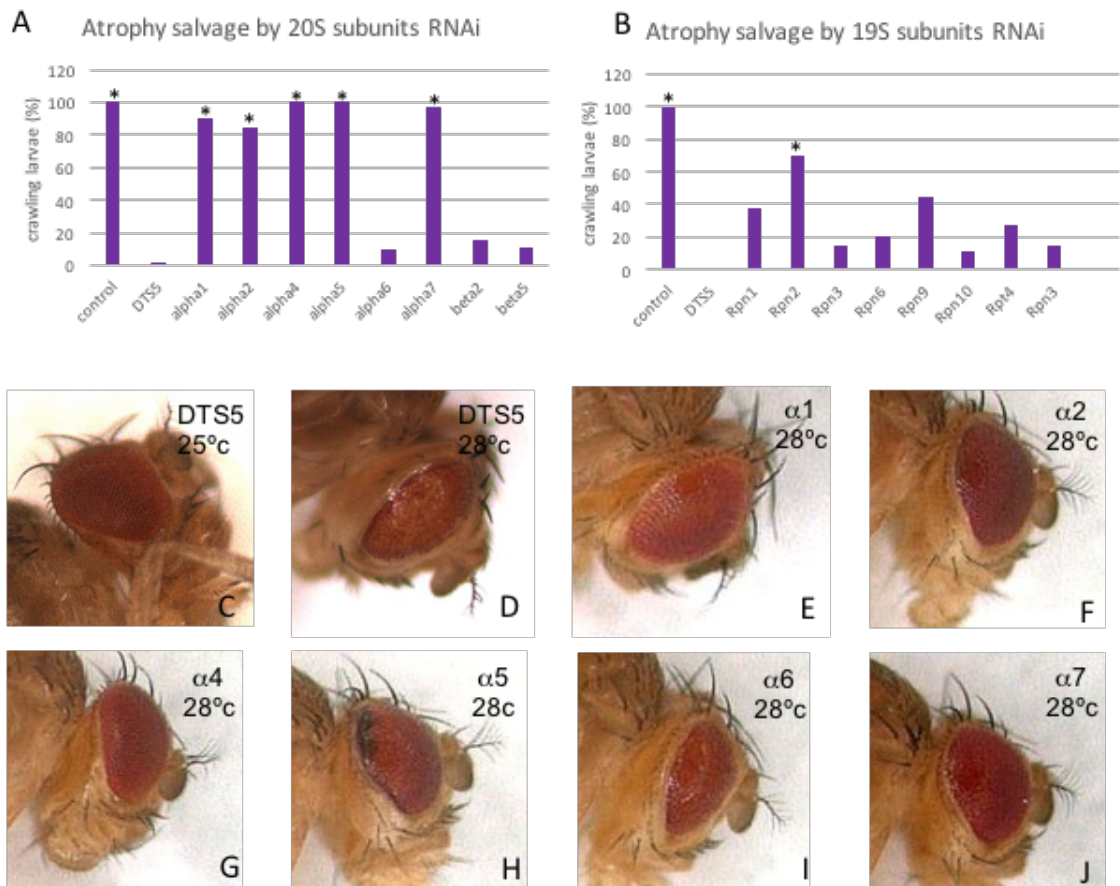 A
Atrophy salvage by 20S subunits RNAi
crawling larvae (%)
120
100
80
60
40
20
0
* * * * * *
control DTS5 alpha1 alpha2 alpha4 alpha5 alpha6 alpha7 beta2 beta5
B
Atrophy salvage by 19S subunits RNAi
crawling larvae (%)
120
100
80
60
40
20
0
* *
control DTS5 Rpn1 Rpn2 Rpn3 Rpn6 Rpn9 Rpn10 Rpt4 Rpn3
DTS5
25ºc
C
DTS5
28ºc
D
α1
28ºc
E
α2
28ºc
F
α4
28ºc
G
α5
28c
H
α6
28ºc
I
α7
28ºc
J